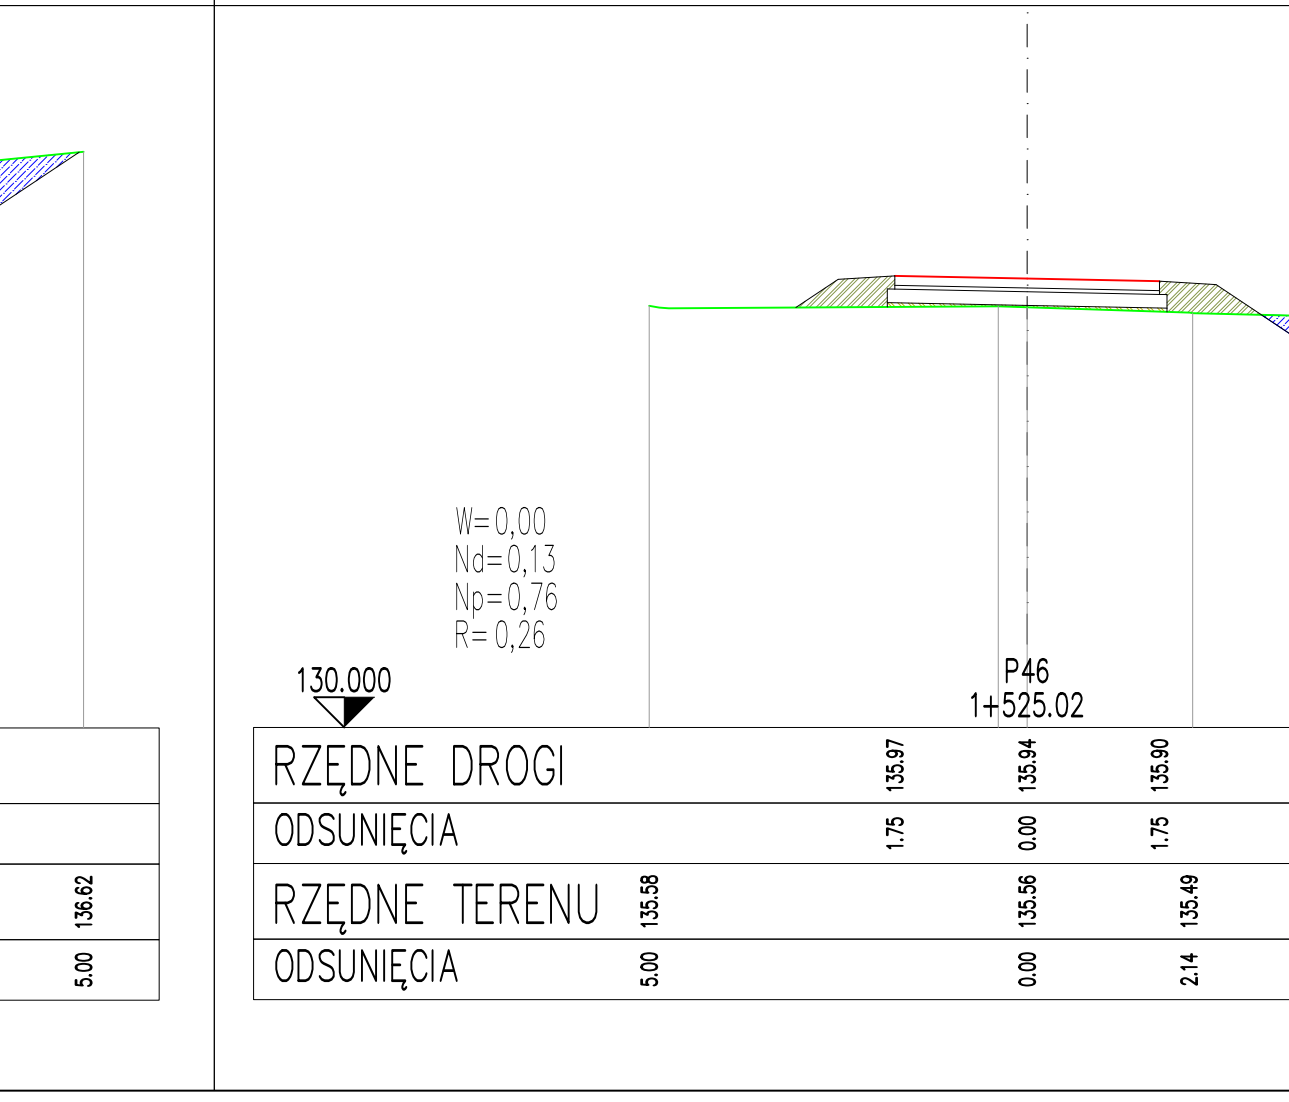 W=0,00
Nd=0,13
Np=0,76
R=0,26
130.000
P46
1+525.02
RZĘDNE DROGI 135.97 135.94 135.90
ODSUNIĘCIA 1.75 0.00 1.75
136.62
RZĘDNE TERENU 135.58 135.56 135.49
5.00
ODSUNIĘCIA 5.00 0.00 2.14